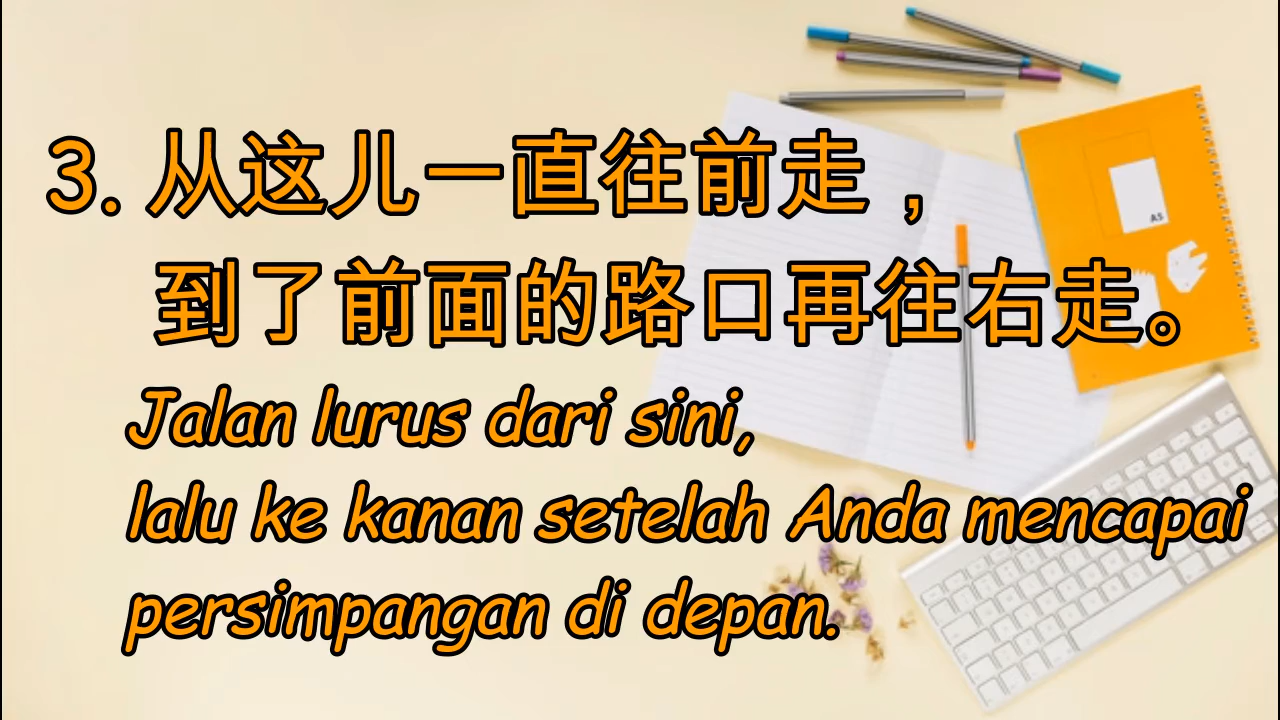 3. 从这儿一直往前走，
到了前面的路口再往右走。
Jalan lurus dari sini,
lalu ke kanan setelah Anda mencapai
persimpangan di depan.
A5